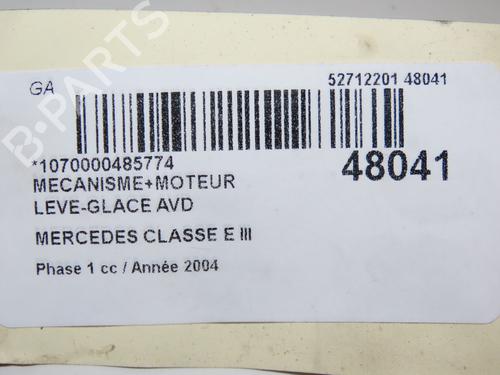 GA
52712201 48041
*1070000485774
48041
MECANISME+MOTEUR
LEVE-GLACE AVD
MERCEDES CLASSE E III
Phase 1 cc / Année 2004
B-PARTS